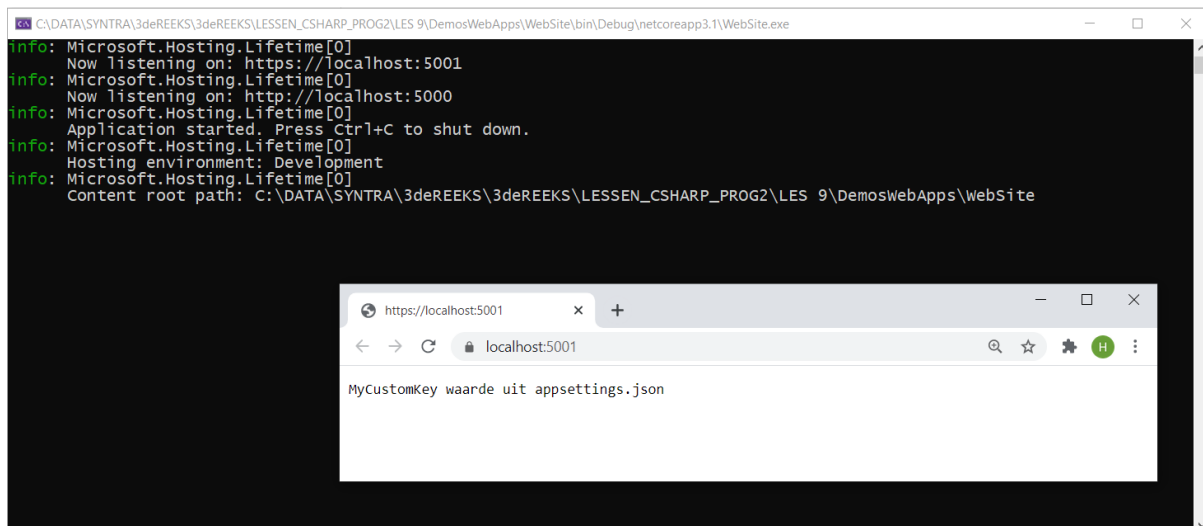 C:\DATA\SYNTRA\3deREEKS\3deREEKS\LESSEN_CSHARP_PROG2\LES 9\DemosWebApps\WebSite\bin\Debug\netcoreapp3.1\WebSite.exe
info: Microsoft.Hosting.Lifetime[0]
Now listening on: https://localhost:5001
info: Microsoft.Hosting.Lifetime[0]
Now listening on: http://localhost:5000
info: Microsoft.Hosting.Lifetime[0]
Application started. Press Ctrl+C to shut down.
info: Microsoft.Hosting.Lifetime[0]
Hosting environment: Development
info: Microsoft.Hosting.Lifetime[0]
Content root path: C:\DATA\SYNTRA\3deREEKS\3deREEKS\LESSEN_CSHARP_PROG2\LES 9\DemosWebApps\WebSite
https://localhost:5001
localhost:5001
H
MyCustomKey waarde uit appsettings.json